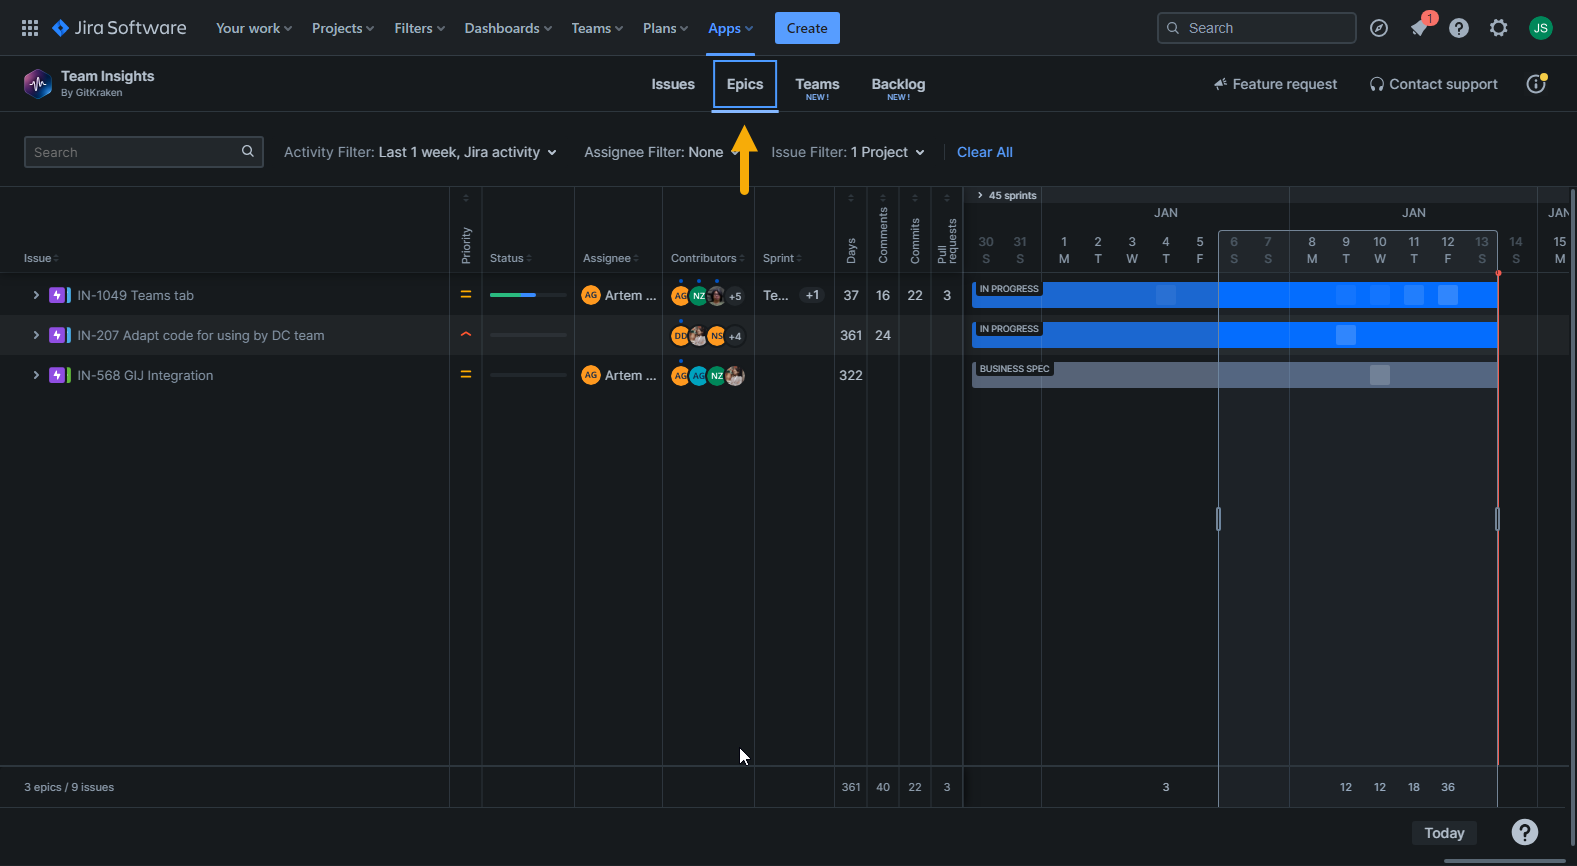 Jira Software Your work Projects Filters Dashboards Teams Plans Apps Create Search 1 JS
Team Insights
By GitKraken
Issues Epics Teams Backlog
NEW! NEW!
Feature request Contact support
Search Activity Filter: Last 1 week, Jira activity Assignee Filter: None Issue Filter: 1 Project Clear All
45 sprints
JAN JAN JAN
Issue Priority Status Assignee Contributors Sprint Days Comments Commits Pull requests
30 31 1 2 3 4 5 6 7 8 9 10 11 12 13 14 15
S S M T W T F S S M T W T F S S M
IN-1049 Teams tab AG Artem ... AG NZ +5 Te... +1 37 16 22 3 IN PROGRESS
IN-207 Adapt code for using by DC team DD NS +4 361 24 IN PROGRESS
IN-568 GIJ Integration AG Artem ... AG AG NZ 322 BUSINESS SPEC
3 epics / 9 issues 361 40 22 3 3 12 12 18 36
Today